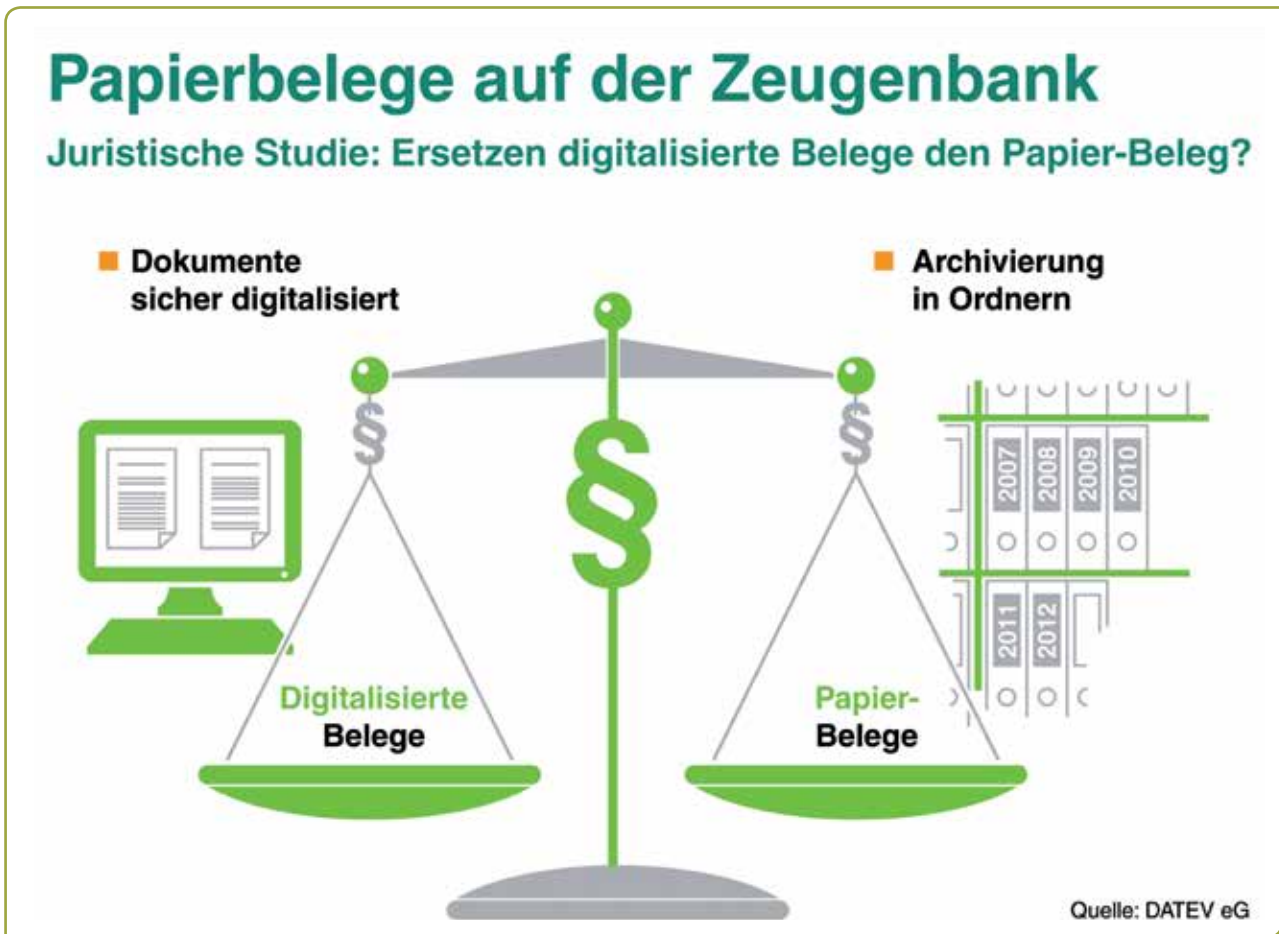 Papierbelege auf der Zeugenbank
Juristische Studie: Ersetzen digitalisierte Belege den Papier-Beleg?
Dokumente
sicher digitalisiert
Archivierung
in Ordnern
§
§
§
2007
2008
2009
2010
2011
2012
Digitalisierte
Belege
Papier-
Belege
Quelle: DATEV eG